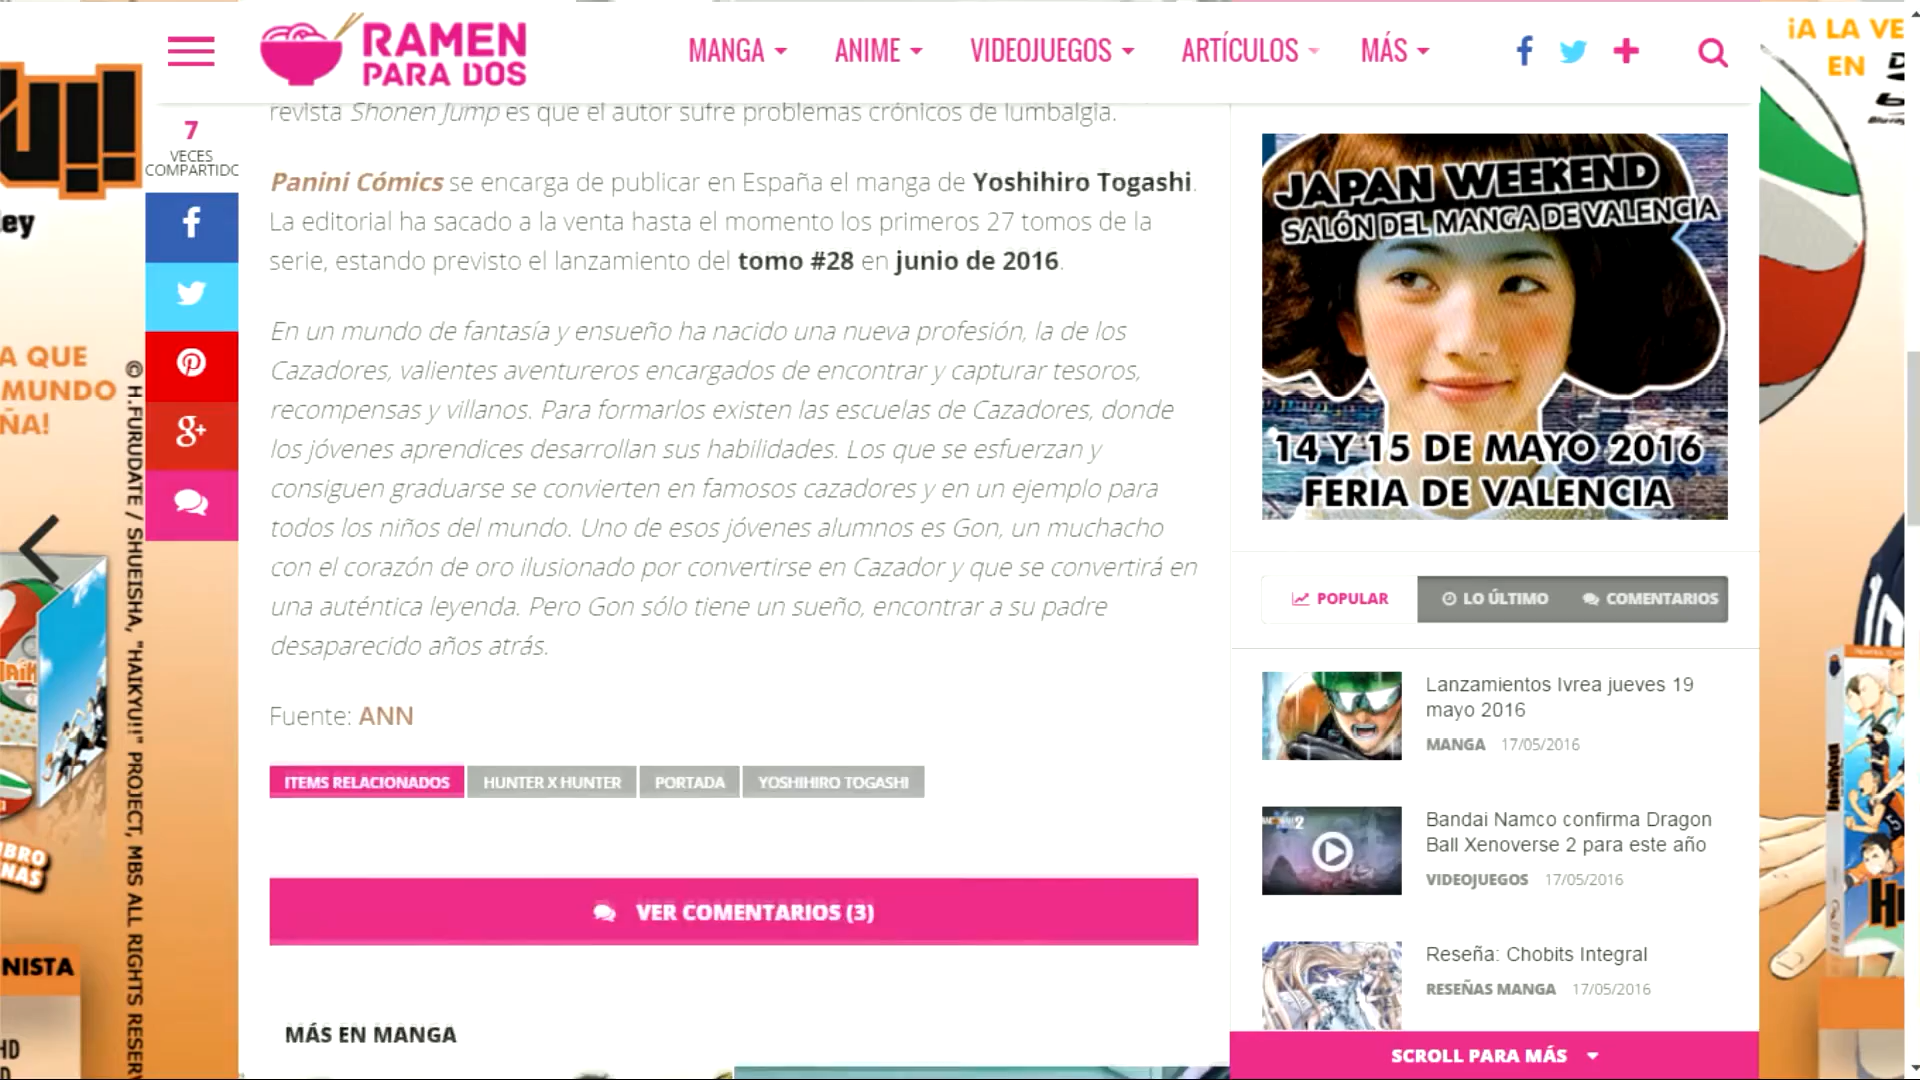 RAMEN
PARA DOS
MANGA
ANIME
VIDEOJUEGOS
ARTÍCULOS
MÁS
¡A LA VE
EN
ey
7
VECES
COMPARTIDO
A QUE
MUNDO
ÑA!
© H.FURUDATE / SHUEISHA, "HAIKYU!!" PROJECT, MBS ALL RIGHTS RESER
NISTA
HD
revista Shonen Jump es que el autor sufre problemas crónicos de lumbalgia.
Panini Cómics se encarga de publicar en España el manga de Yoshihiro Togashi.
La editorial ha sacado a la venta hasta el momento los primeros 27 tomos de la
serie, estando previsto el lanzamiento del tomo #28 en junio de 2016.
En un mundo de fantasía y ensueño ha nacido una nueva profesión, la de los
Cazadores, valientes aventureros encargados de encontrar y capturar tesoros,
recompensas y villanos. Para formarlos existen las escuelas de Cazadores, donde
los jóvenes aprendices desarrollan sus habilidades. Los que se esfuerzan y
consiguen graduarse se convierten en famosos cazadores y en un ejemplo para
todos los niños del mundo. Uno de esos jóvenes alumnos es Gon, un muchacho
con el corazón de oro ilusionado por convertirse en Cazador y que se convertirá en
una auténtica leyenda. Pero Gon sólo tiene un sueño, encontrar a su padre
desaparecido años atrás.
Fuente: ANN
ITEMS RELACIONADOS
HUNTER X HUNTER
PORTADA
YOSHIHIRO TOGASHI
VER COMENTARIOS (3)
MÁS EN MANGA
JAPAN WEEKEND
SALÓN DEL MANGA DE VALENCIA
14 Y 15 DE MAYO 2016
FERIA DE VALENCIA
POPULAR
LO ÚLTIMO
COMENTARIOS
Lanzamientos Ivrea jueves 19
mayo 2016
MANGA 17/05/2016
Bandai Namco confirma Dragon
Ball Xenoverse 2 para este año
VIDEOJUEGOS 17/05/2016
Reseña: Chobits Integral
RESEÑAS MANGA 17/05/2016
SCROLL PARA MÁS